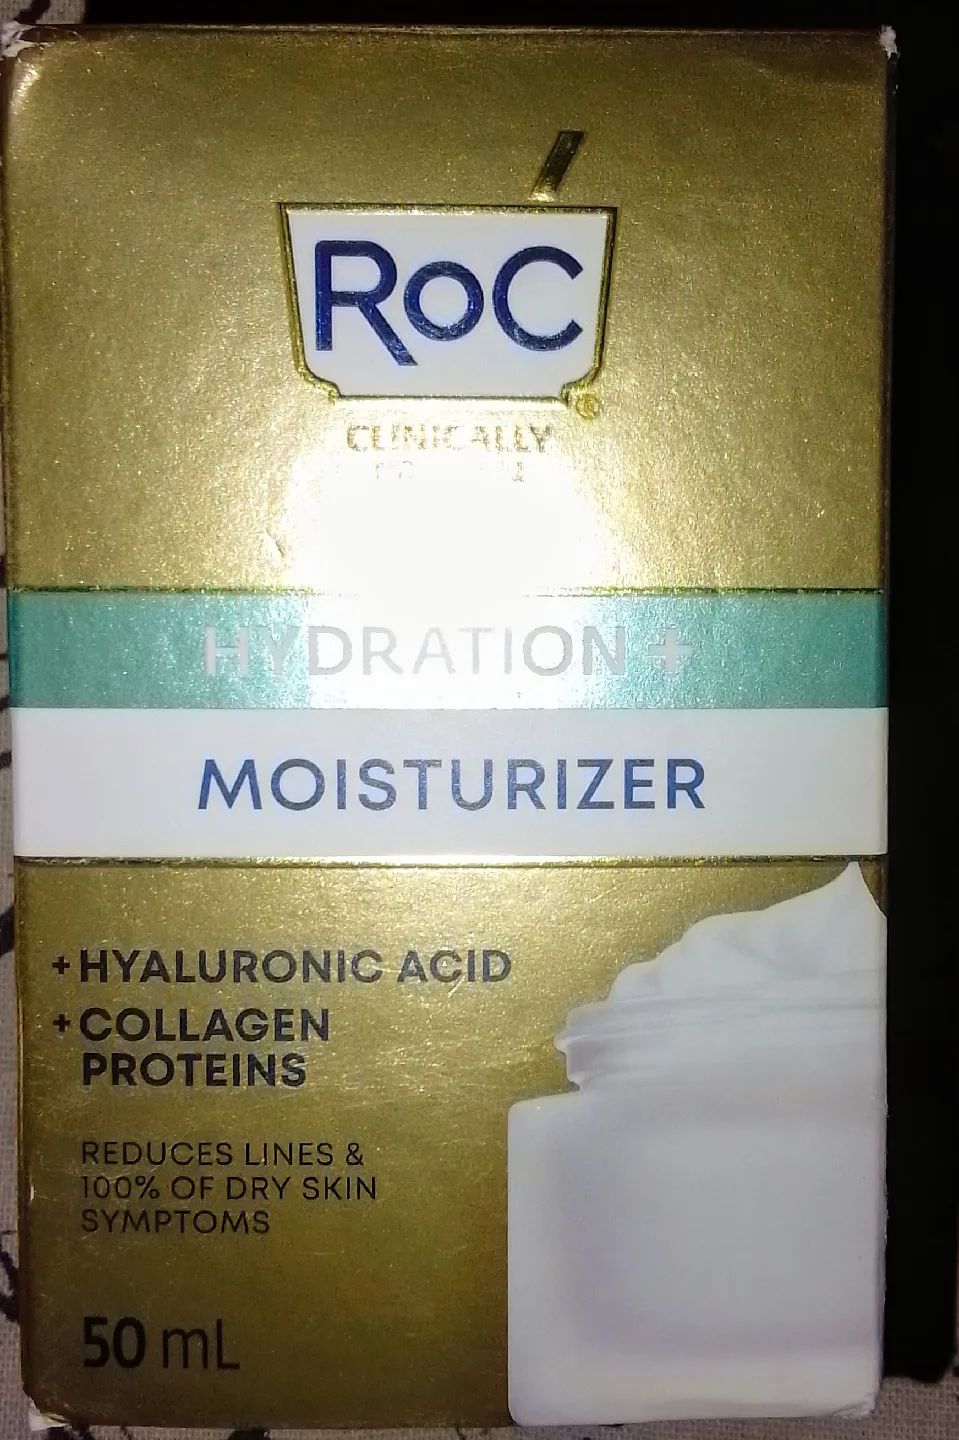 RoC
®
CLINICALLY
HYDRATION +
MOISTURIZER
+ HYALURONIC ACID
+ COLLAGEN
PROTEINS
REDUCES LINES &
100% OF DRY SKIN
SYMPTOMS
50 mL